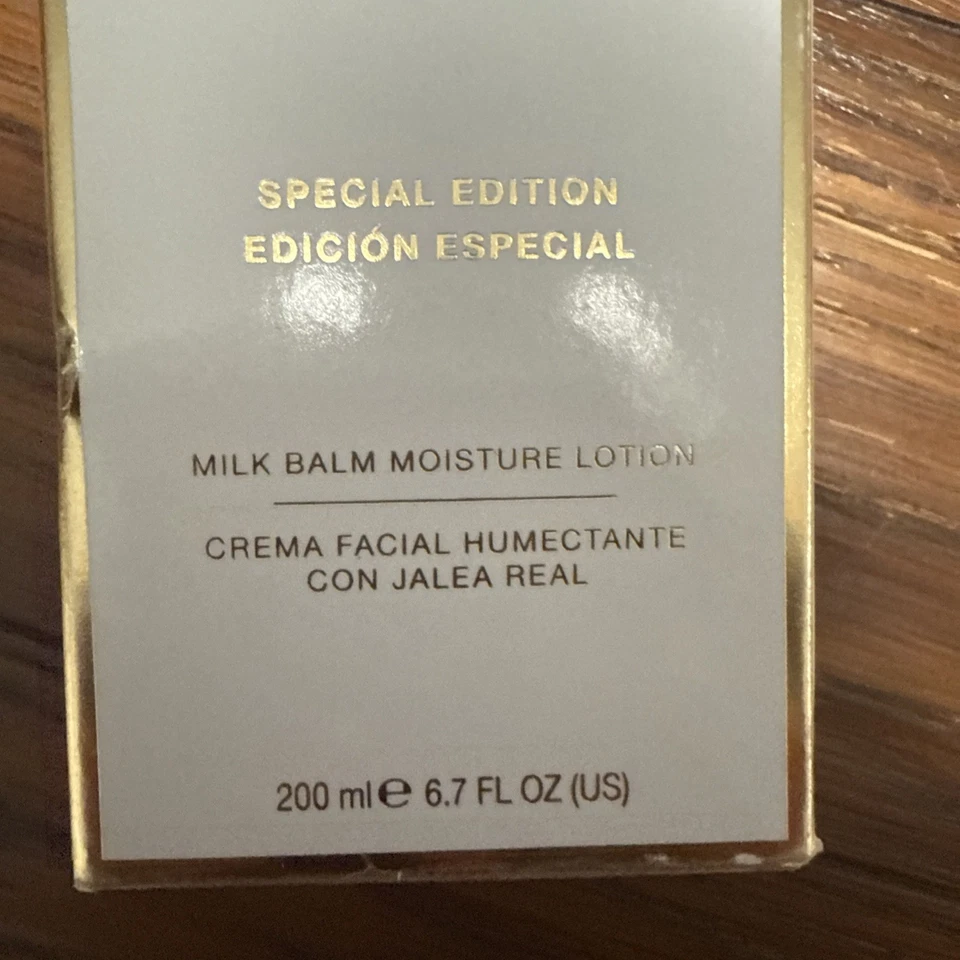 SPECIAL EDITION
EDICIÓN ESPECIAL
MILK BALM MOISTURE LOTION
CREMA FACIAL HUMECTANTE
CON JALEA REAL
200 ml ℮ 6.7 FL OZ (US)